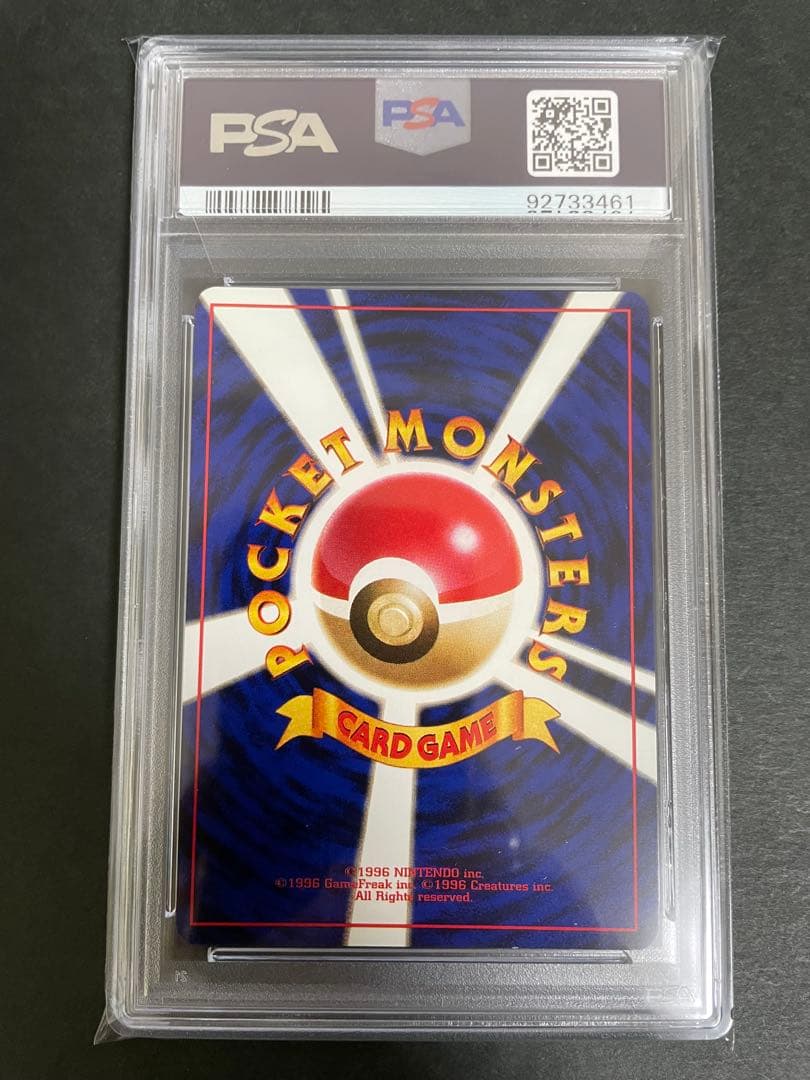 PSA
PSA
92733461
POCKET MONSTERS
CARD GAME
©1996 NINTENDO inc.
©1996 GameFreak inc. ©1996 Creatures inc.
All Rights reserved.